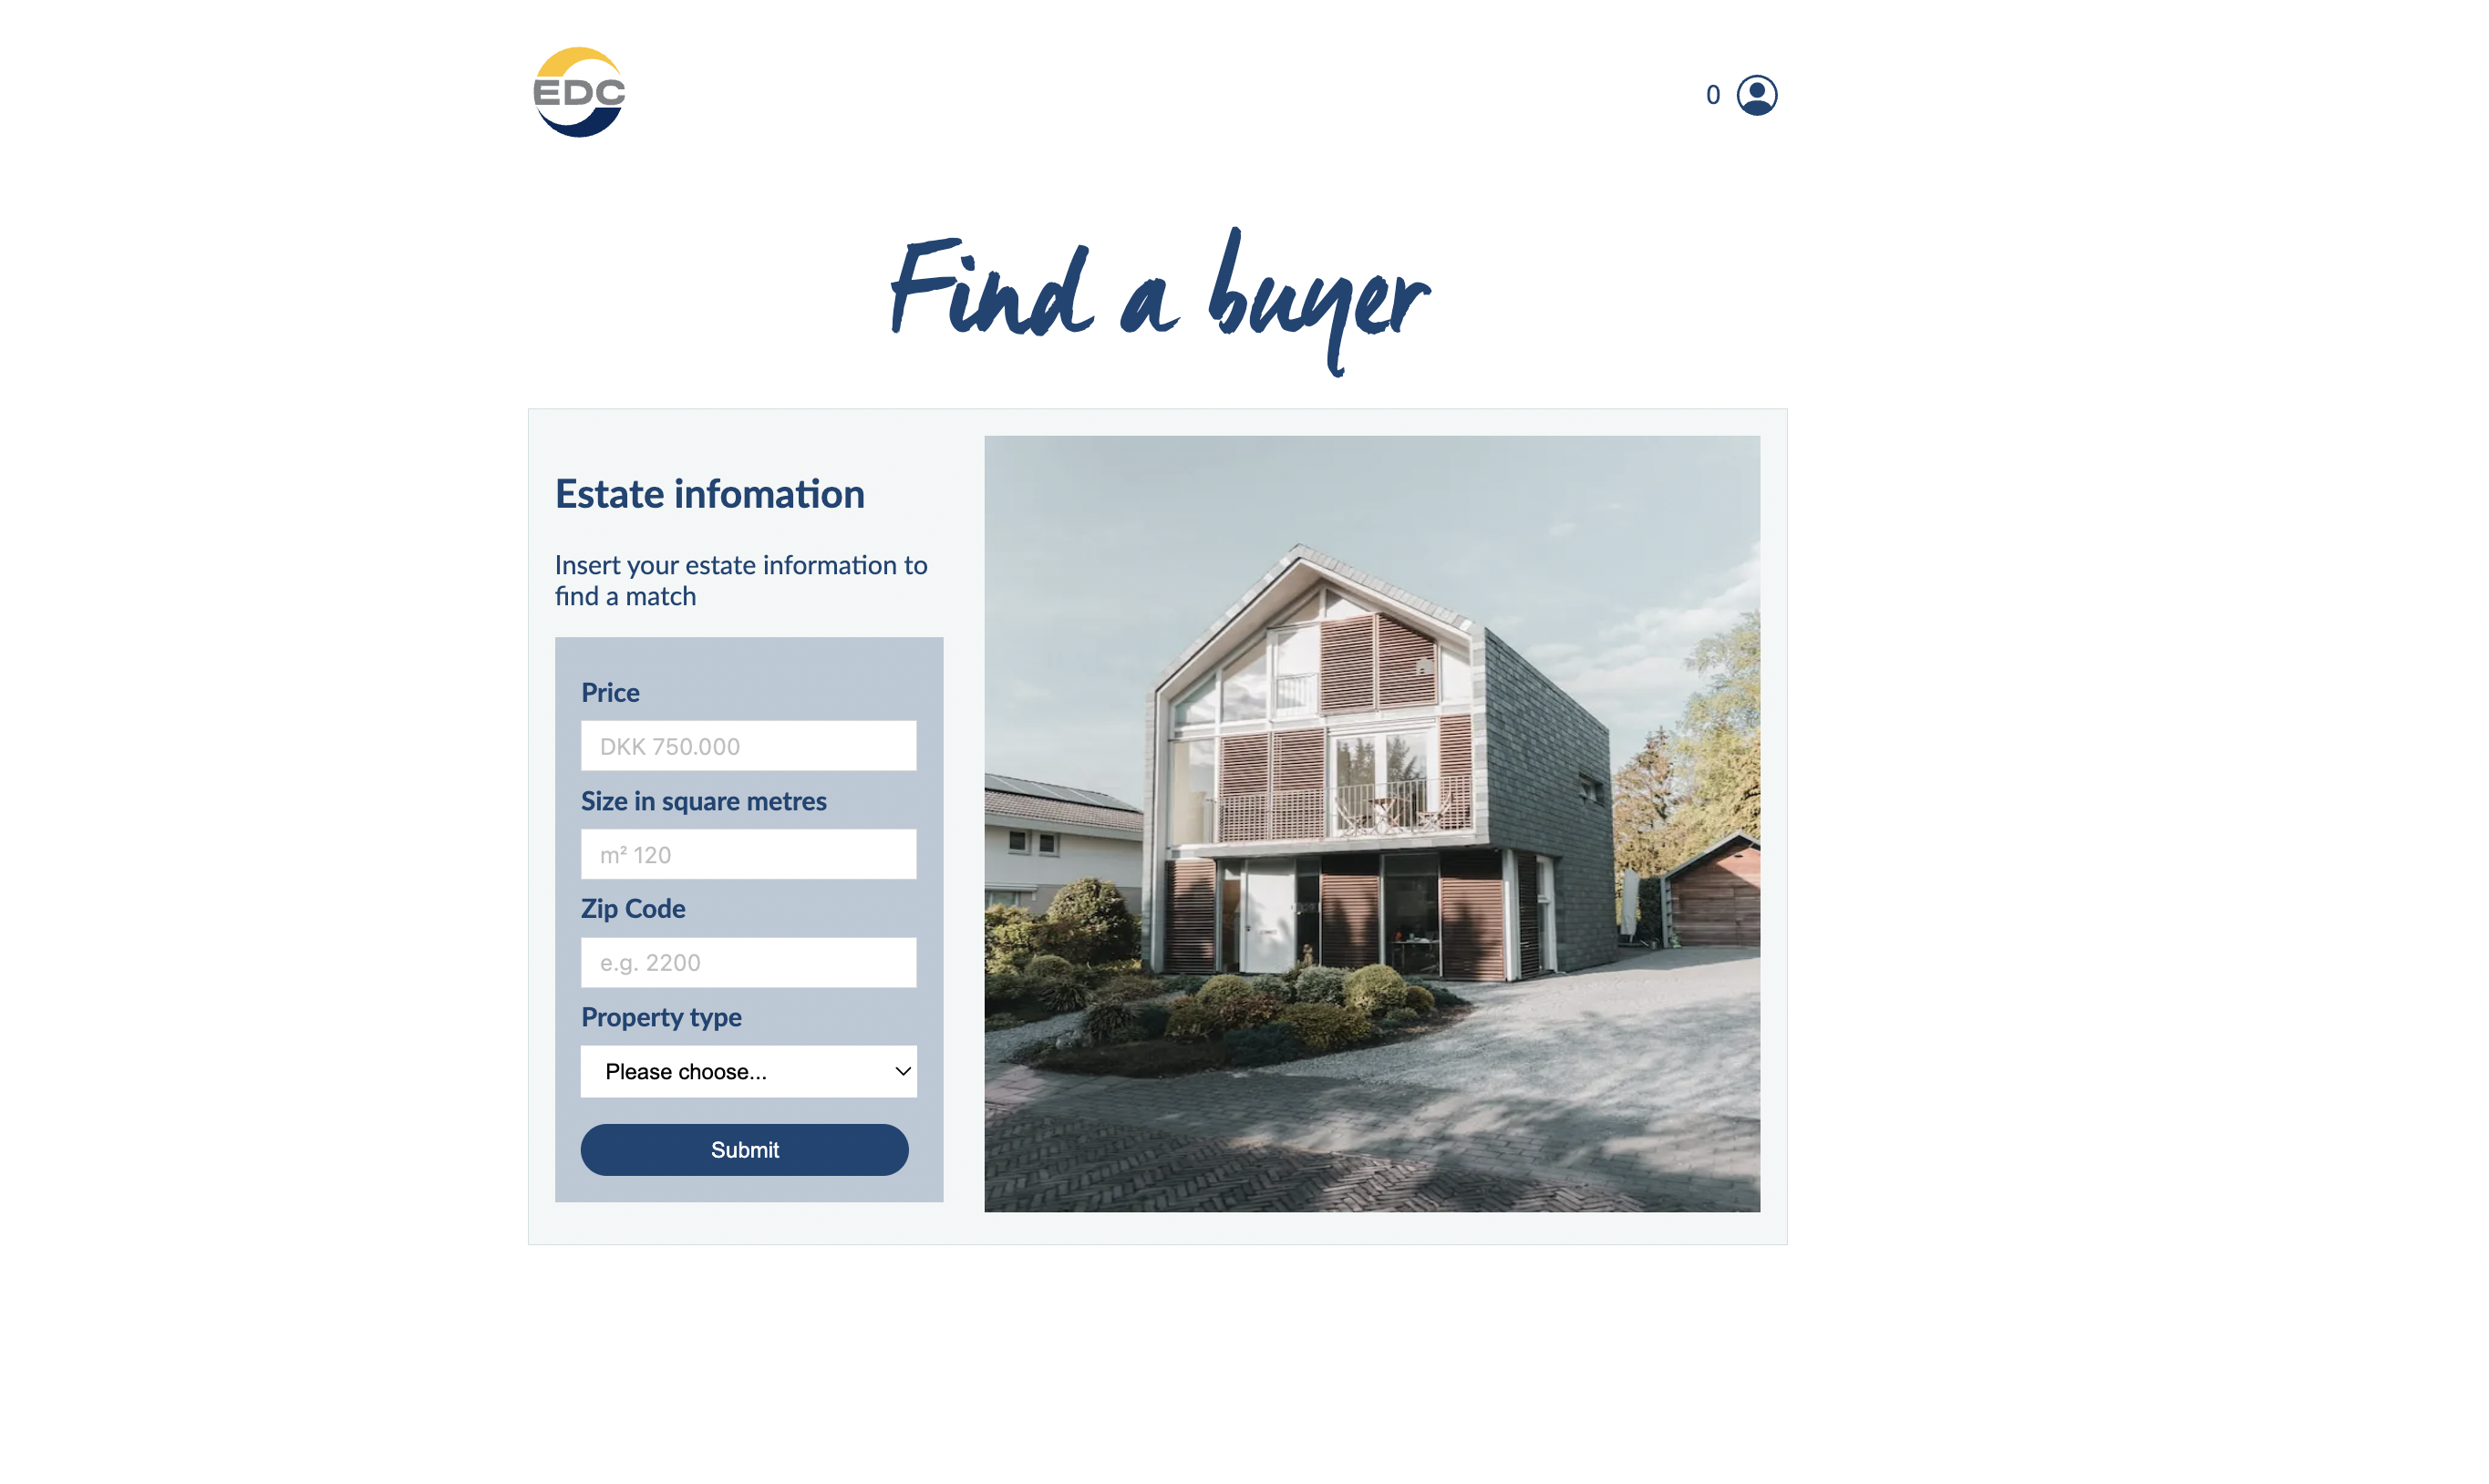 EDC
0
Find a buyer
Estate infomation
Insert your estate information to
find a match
Price
DKK 750.000
Size in square metres
m² 120
Zip Code
e.g. 2200
Property type
Please choose...
Submit